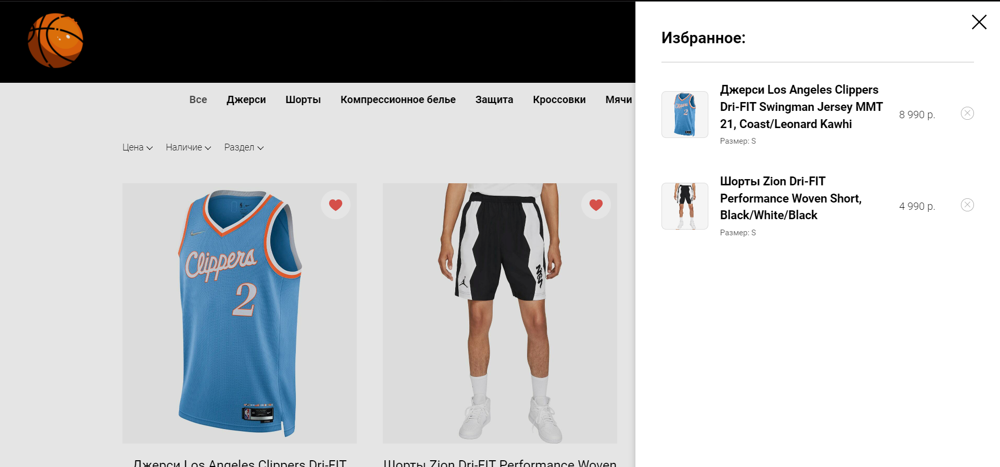 Избранное:
Все Джерси Шорты Компрессионное белье Защита Кроссовки Мячи
Цена Наличие Раздел
Clippers
2
Джерси Los Angeles Clippers Dri-FIT
Шорты Zion Dri-FIT Performance Woven
Джерси Los Angeles Clippers
Dri-FIT Swingman Jersey MMT
21, Coast/Leonard Kawhi
Размер: S
8 990 р.
Шорты Zion Dri-FIT
Performance Woven Short,
Black/White/Black
Размер: S
4 990 р.